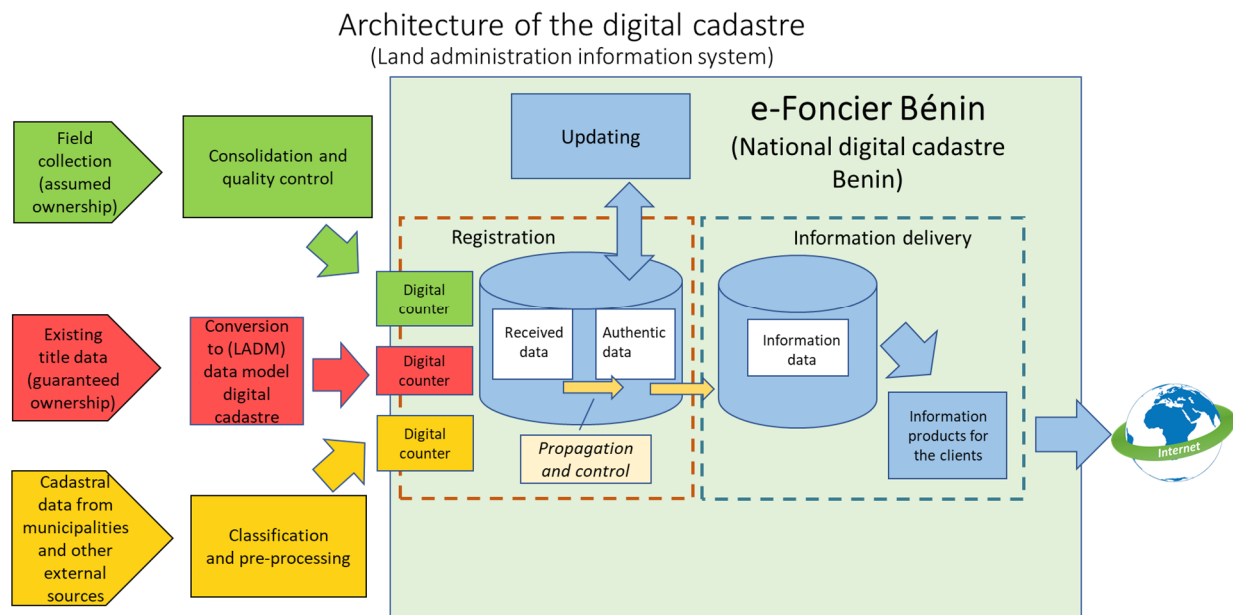 Architecture of the digital cadastre
(Land administration information system)
e-Foncier Bénin
(National digital cadastre
Benin)
Updating
Field
collection
(assumed
ownership)
Consolidation and
quality control
Registration
Information delivery
Digital
counter
Existing
title data
(guaranteed
ownership)
Conversion
to (LADM)
data model
digital
cadastre
Digital
counter
Received
data
Authentic
data
Information
data
Digital
counter
Propagation
and control
Information
products for
the clients
Internet
Cadastral
data from
municipalities
and other
external
sources
Classification
and pre-processing